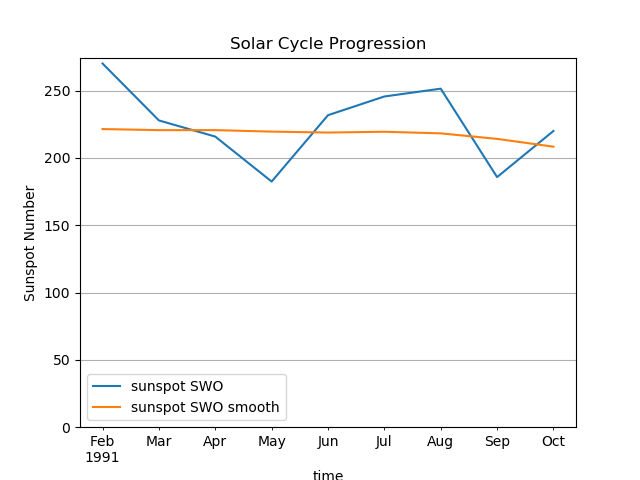 Solar Cycle Progression
Sunspot Number
250
200
150
100
50
0
sunspot SWO
sunspot SWO smooth
Feb Mar Apr May Jun Jul Aug Sep Oct
1991
time